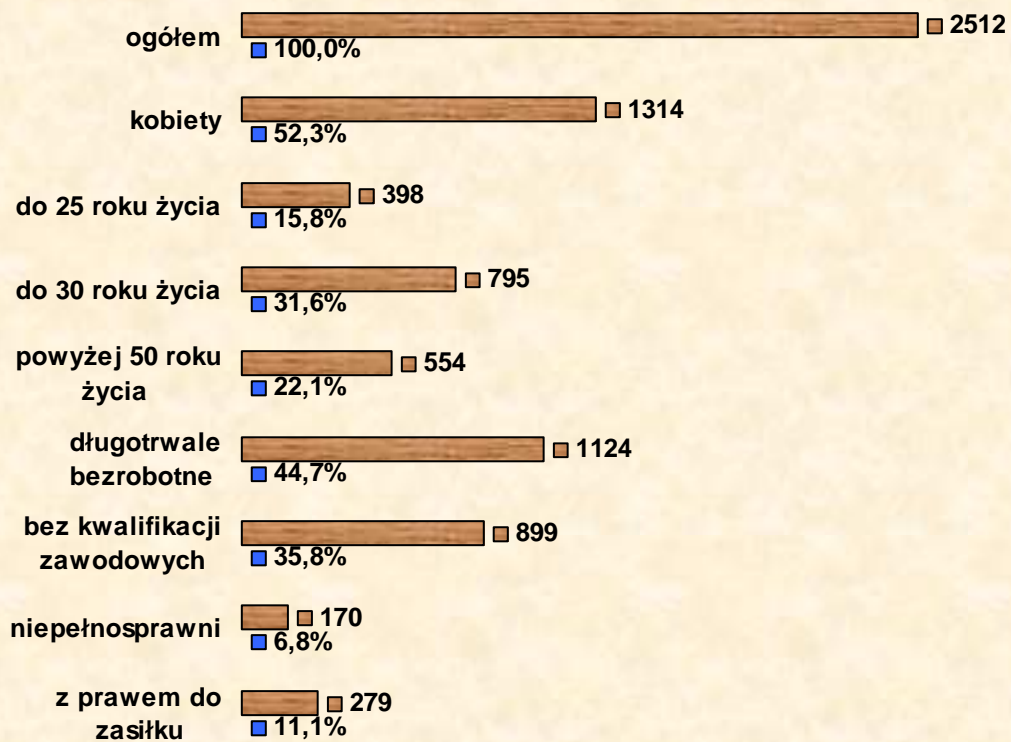 ogółem
2512
100,0%
kobiety
1314
52,3%
do 25 roku życia
398
15,8%
do 30 roku życia
795
31,6%
powyżej 50 roku
życia
554
22,1%
długotrwale
bezrobotne
1124
44,7%
bez kwalifikacji
zawodowych
899
35,8%
niepełnosprawni
170
6,8%
z prawem do
zasiłku
279
11,1%